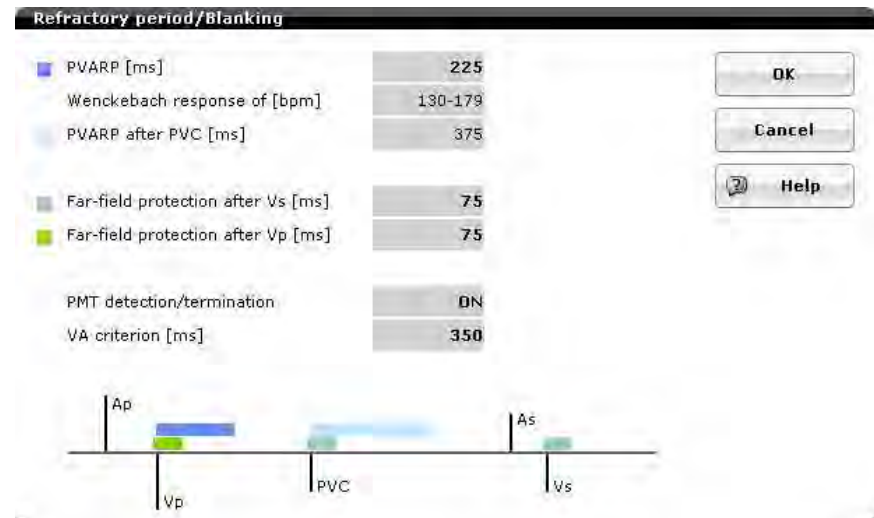 Refractory period/Blanking
PVARP [ms] 225
Wenckebach response of [bpm] 130-179
PVARP after PVC [ms] 375
Far-field protection after Vs [ms] 75
Far-field protection after Vp [ms] 75
PMT detection/termination ON
VA criterion [ms] 350
OK
Cancel
Help
Ap
As
Vp
PVC
Vs